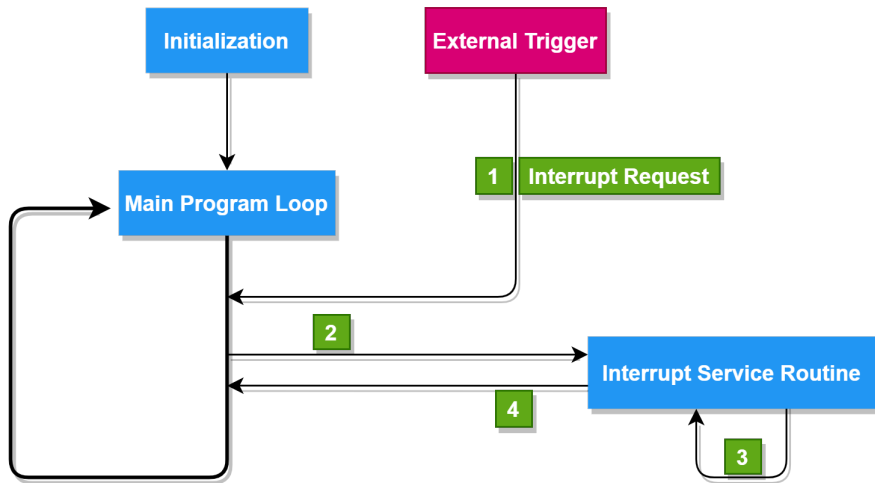 Initialization
External Trigger
1 Interrupt Request
Main Program Loop
2
Interrupt Service Routine
4
3